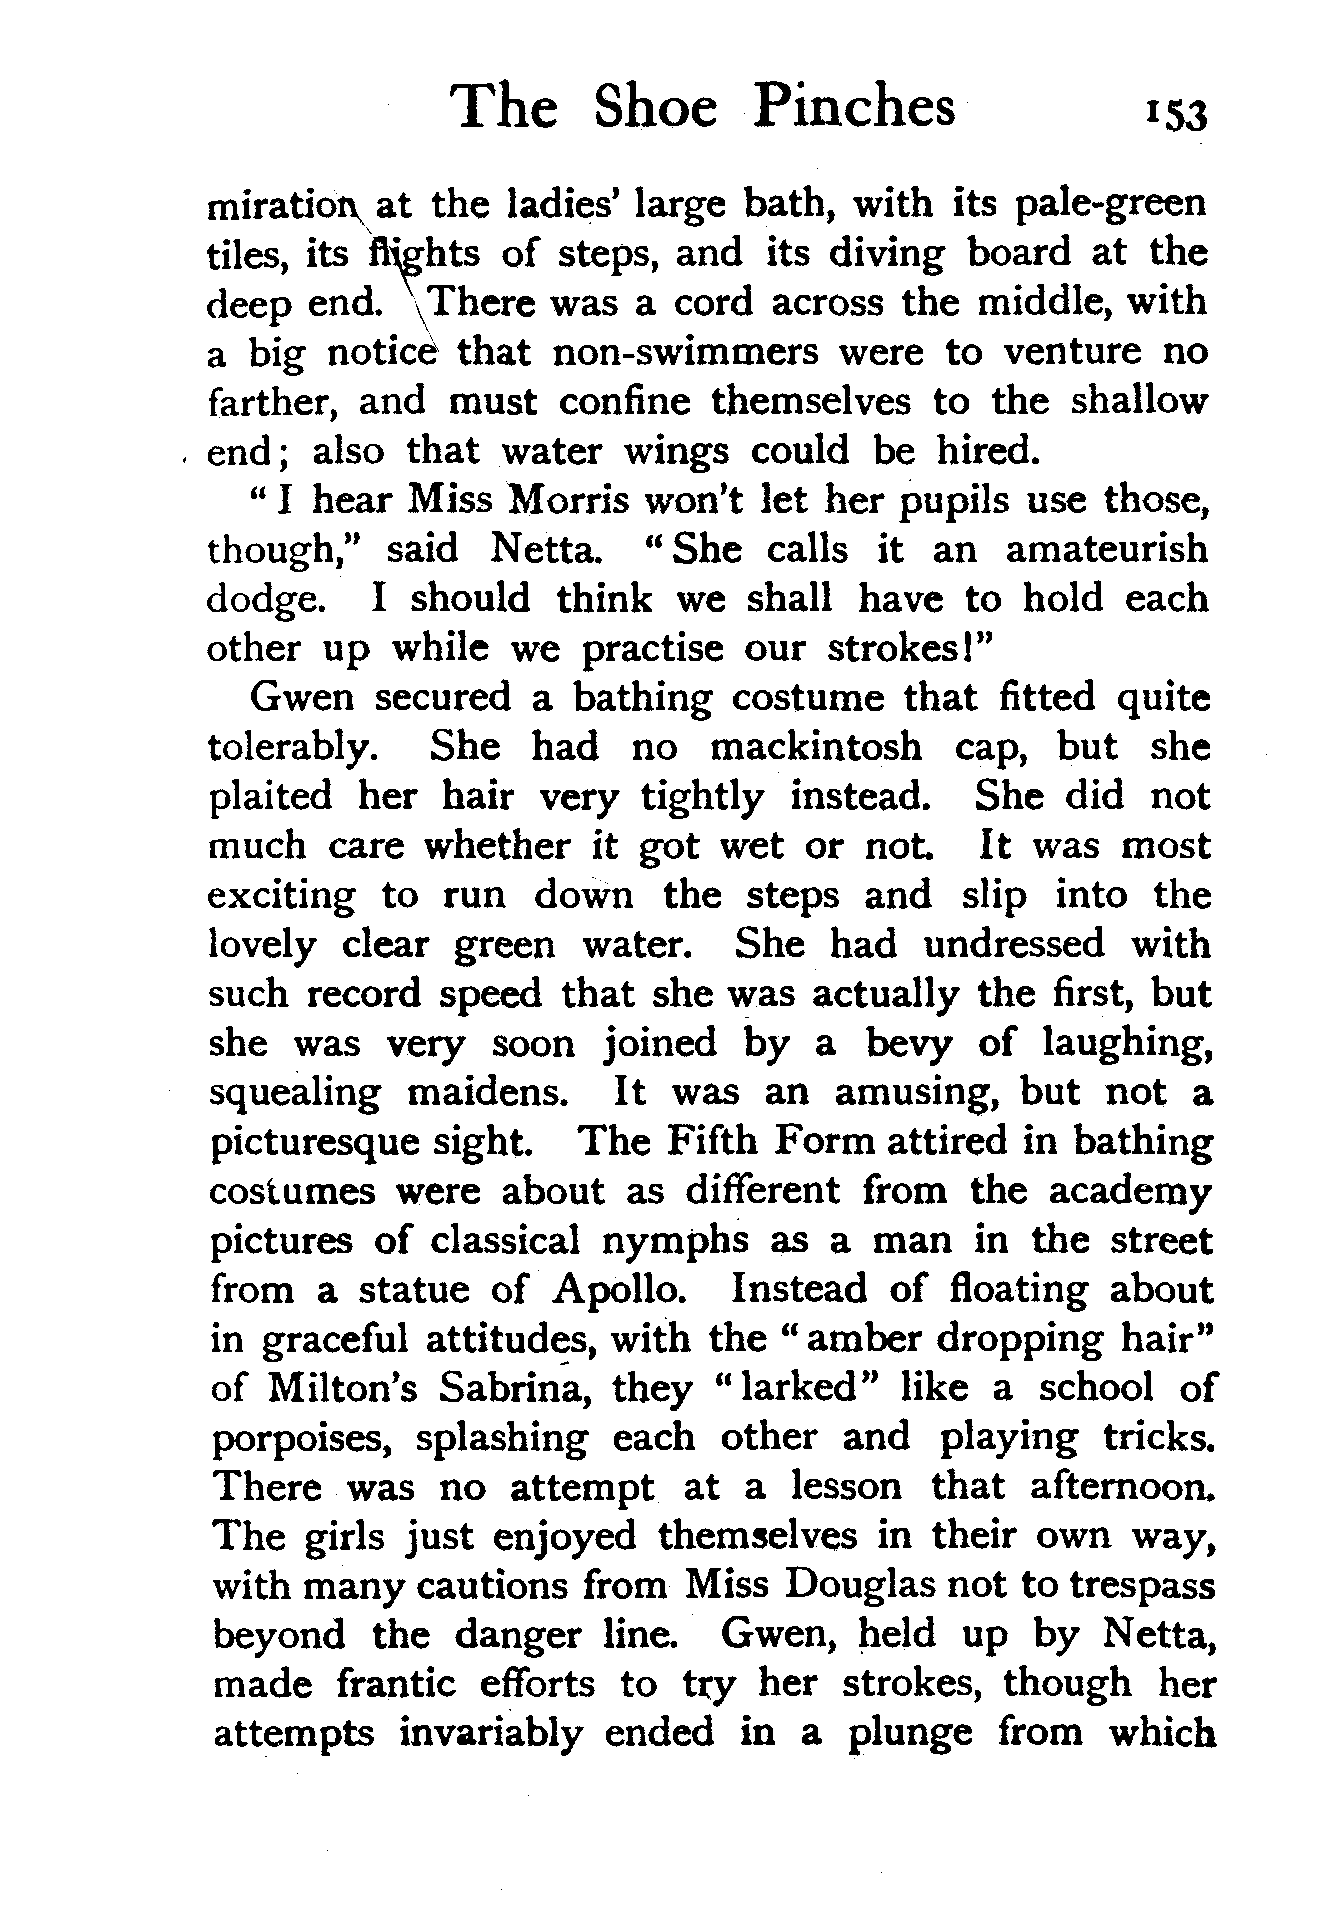 The Shoe Pinches 153
miration at the ladies' large bath, with its pale-green
tiles, its flights of steps, and its diving board at the
deep end. There was a cord across the middle, with
a big notice that non-swimmers were to venture no
farther, and must confine themselves to the shallow
end; also that water wings could be hired.
"I hear Miss Morris won't let her pupils use those,
though," said Netta. "She calls it an amateurish
dodge. I should think we shall have to hold each
other up while we practise our strokes!"
Gwen secured a bathing costume that fitted quite
tolerably. She had no mackintosh cap, but she
plaited her hair very tightly instead. She did not
much care whether it got wet or not. It was most
exciting to run down the steps and slip into the
lovely clear green water. She had undressed with
such record speed that she was actually the first, but
she was very soon joined by a bevy of laughing,
squealing maidens. It was an amusing, but not a
picturesque sight. The Fifth Form attired in bathing
costumes were about as different from the academy
pictures of classical nymphs as a man in the street
from a statue of Apollo. Instead of floating about
in graceful attitudes, with the "amber dropping hair"
of Milton's Sabrina, they "larked" like a school of
porpoises, splashing each other and playing tricks.
There was no attempt at a lesson that afternoon.
The girls just enjoyed themselves in their own way,
with many cautions from Miss Douglas not to trespass
beyond the danger line. Gwen, held up by Netta,
made frantic efforts to try her strokes, though her
attempts invariably ended in a plunge from which